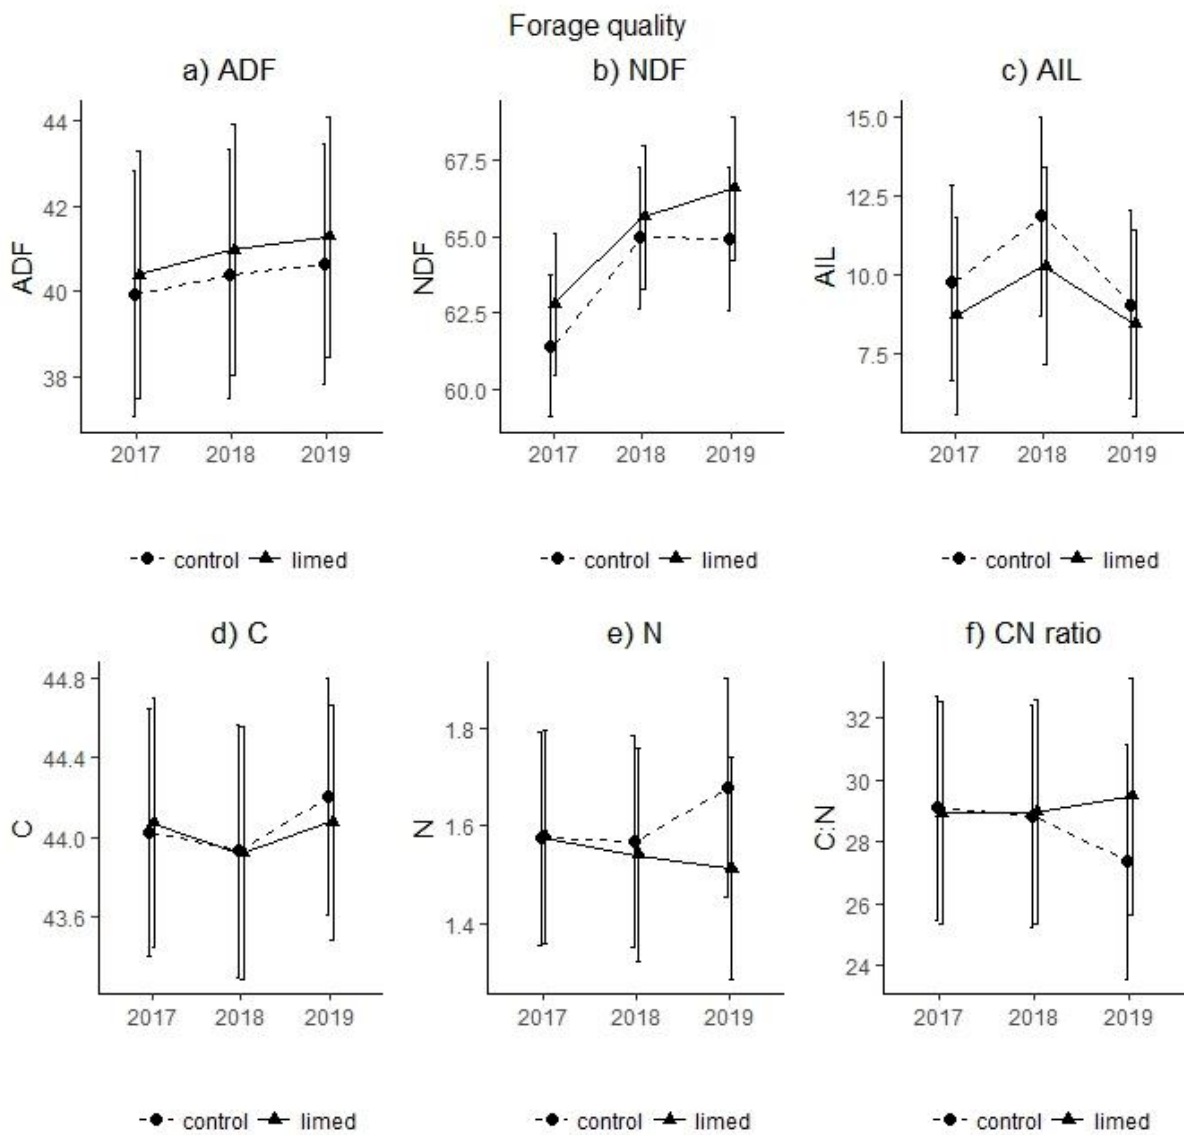 Forage quality
a) ADF
b) NDF
c) AIL
ADF
44
42
40
38
2017 2018 2019
NDF
67.5
65.0
62.5
60.0
2017 2018 2019
AIL
15.0
12.5
10.0
7.5
2017 2018 2019
control limed
control limed
control limed
d) C
e) N
f) CN ratio
C
44.8
44.4
44.0
43.6
2017 2018 2019
N
1.8
1.6
1.4
2017 2018 2019
C:N
32
30
28
26
24
2017 2018 2019
control limed
control limed
control limed